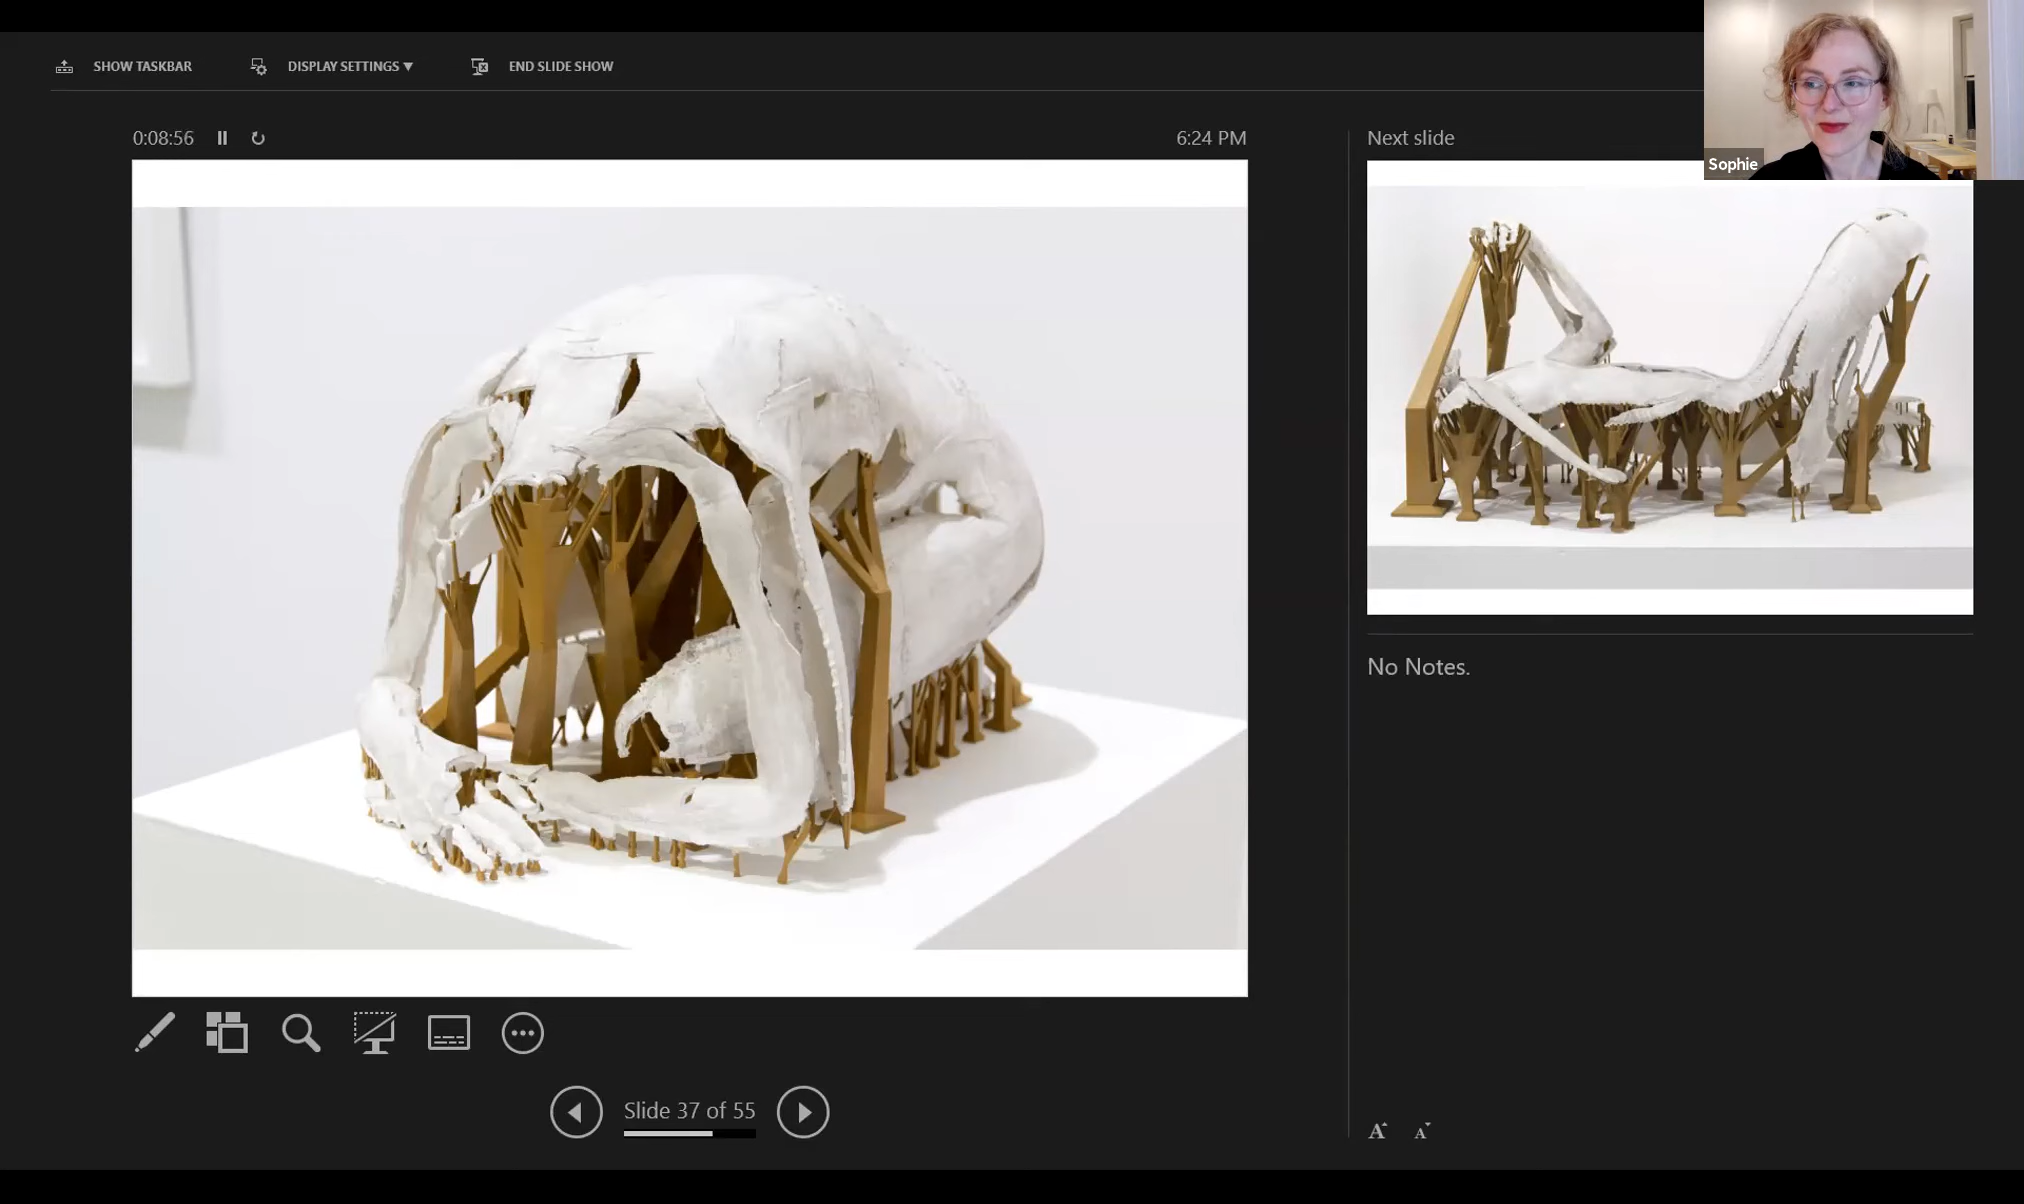 SHOW TASKBAR
DISPLAY SETTINGS ▼
END SLIDE SHOW
0:08:56
6:24 PM
Next slide
Sophie
No Notes.
Slide 37 of 55
A A